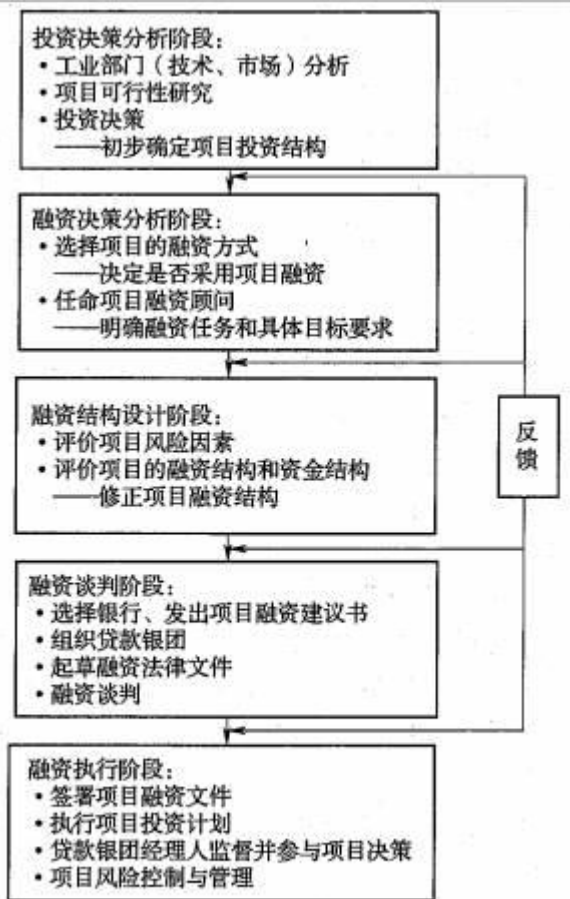 投资决策分析阶段：
•工业部门（技术、市场）分析
•项目可行性研究
•投资决策
——初步确定项目投资结构
融资决策分析阶段：
•选择项目的融资方式
——决定是否采用项目融资
•任命项目融资顾问
——明确融资任务和具体目标要求
融资结构设计阶段：
•评价项目风险因素
•评价项目的融资结构和资金结构
——修正项目融资结构
反
馈
融资谈判阶段：
•选择银行、发出项目融资建议书
•组织贷款银团
•起草融资法律文件
•融资谈判
融资执行阶段：
•签署项目融资文件
•执行项目投资计划
•贷款银团经理人监督并参与项目决策
•项目风险控制与管理